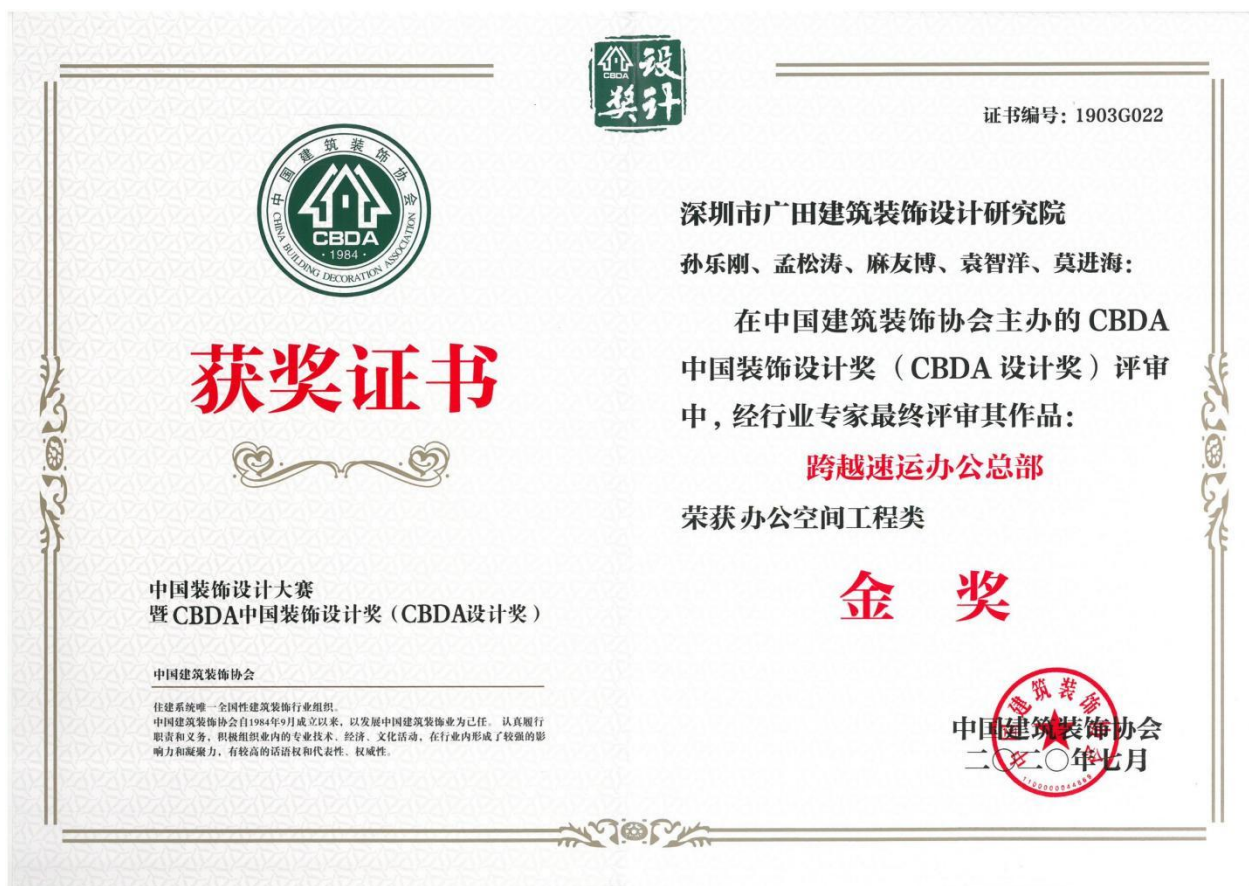 CBDA
设计奖
中国建筑装饰协会
CBDA
·1984·
CHINA BUILDING DECORATION ASSOCIATION
获奖证书
中国装饰设计大赛
暨CBDA中国装饰设计奖（CBDA设计奖）
中国建筑装饰协会
住建系统唯一全国性建筑装饰行业组织。
中国建筑装饰协会自1984年9月成立以来，以发展中国建筑装饰业为己任。 认真履行
职责和义务，积极组织业内的专业技术、经济、文化活动，在行业内形成了较强的影
响力和凝聚力，有较高的话语权和代表性、权威性。
证书编号：1903G022
深圳市广田建筑装饰设计研究院
孙乐刚、孟松涛、麻友博、袁智洋、莫进海：
在中国建筑装饰协会主办的 CBDA
中国装饰设计奖（CBDA 设计奖）评审
中，经行业专家最终评审其作品：
跨越速运办公总部
荣获 办公空间工程类
金 奖
中国建筑装饰协会
二〇二〇年七月
中国建筑装饰协会